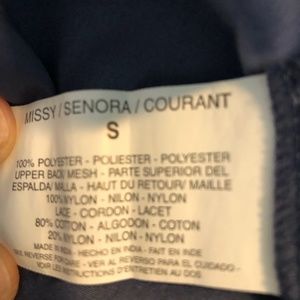 MISSY/SENORA/COURANT
S
100% POLYESTER - POLIESTER - POLYESTER
UPPER BACK/ MESH - PARTE SUPERIOR DEL
ESPALDA/ MALLA - HAUT DU RETOUR/ MAILLE
100% NYLON - NILON - NYLON
LACE - CORDON - LACET
80% COTTON - ALGODON - COTON
20% NYLON - NILON - NYLON
MADE IN INDIA - HECHO EN INDIA - FAIT EN INDE
REVERSE FOR CARE - VER AL REVERSO PARA EL CUIDADO -
VOIR LES INSTRUCTIONS D'ENTRETIEN AU DOS